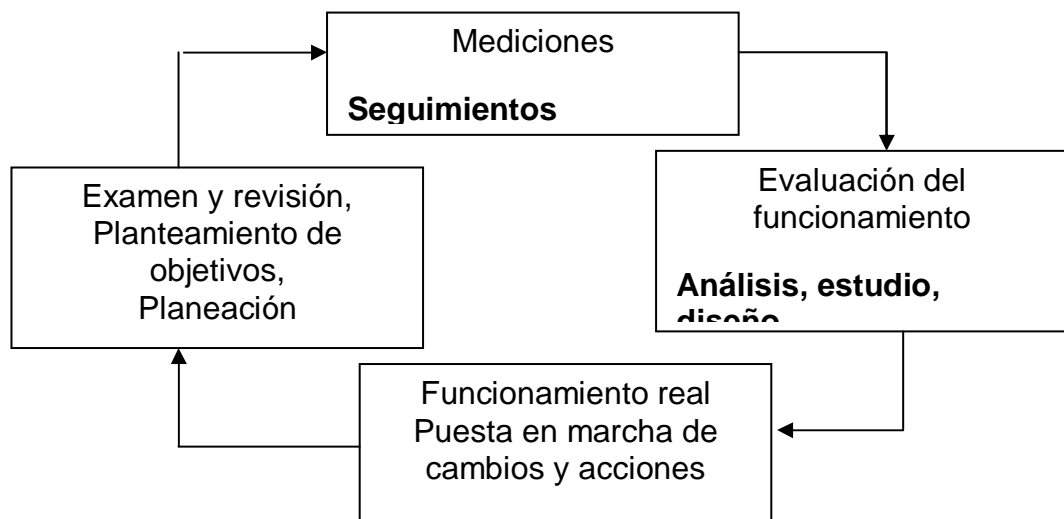 Mediciones
Seguimientos
Evaluación del
funcionamiento
Análisis, estudio,
diseño
Funcionamiento real
Puesta en marcha de
cambios y acciones
Examen y revisión,
Planteamiento de
objetivos,
Planeación